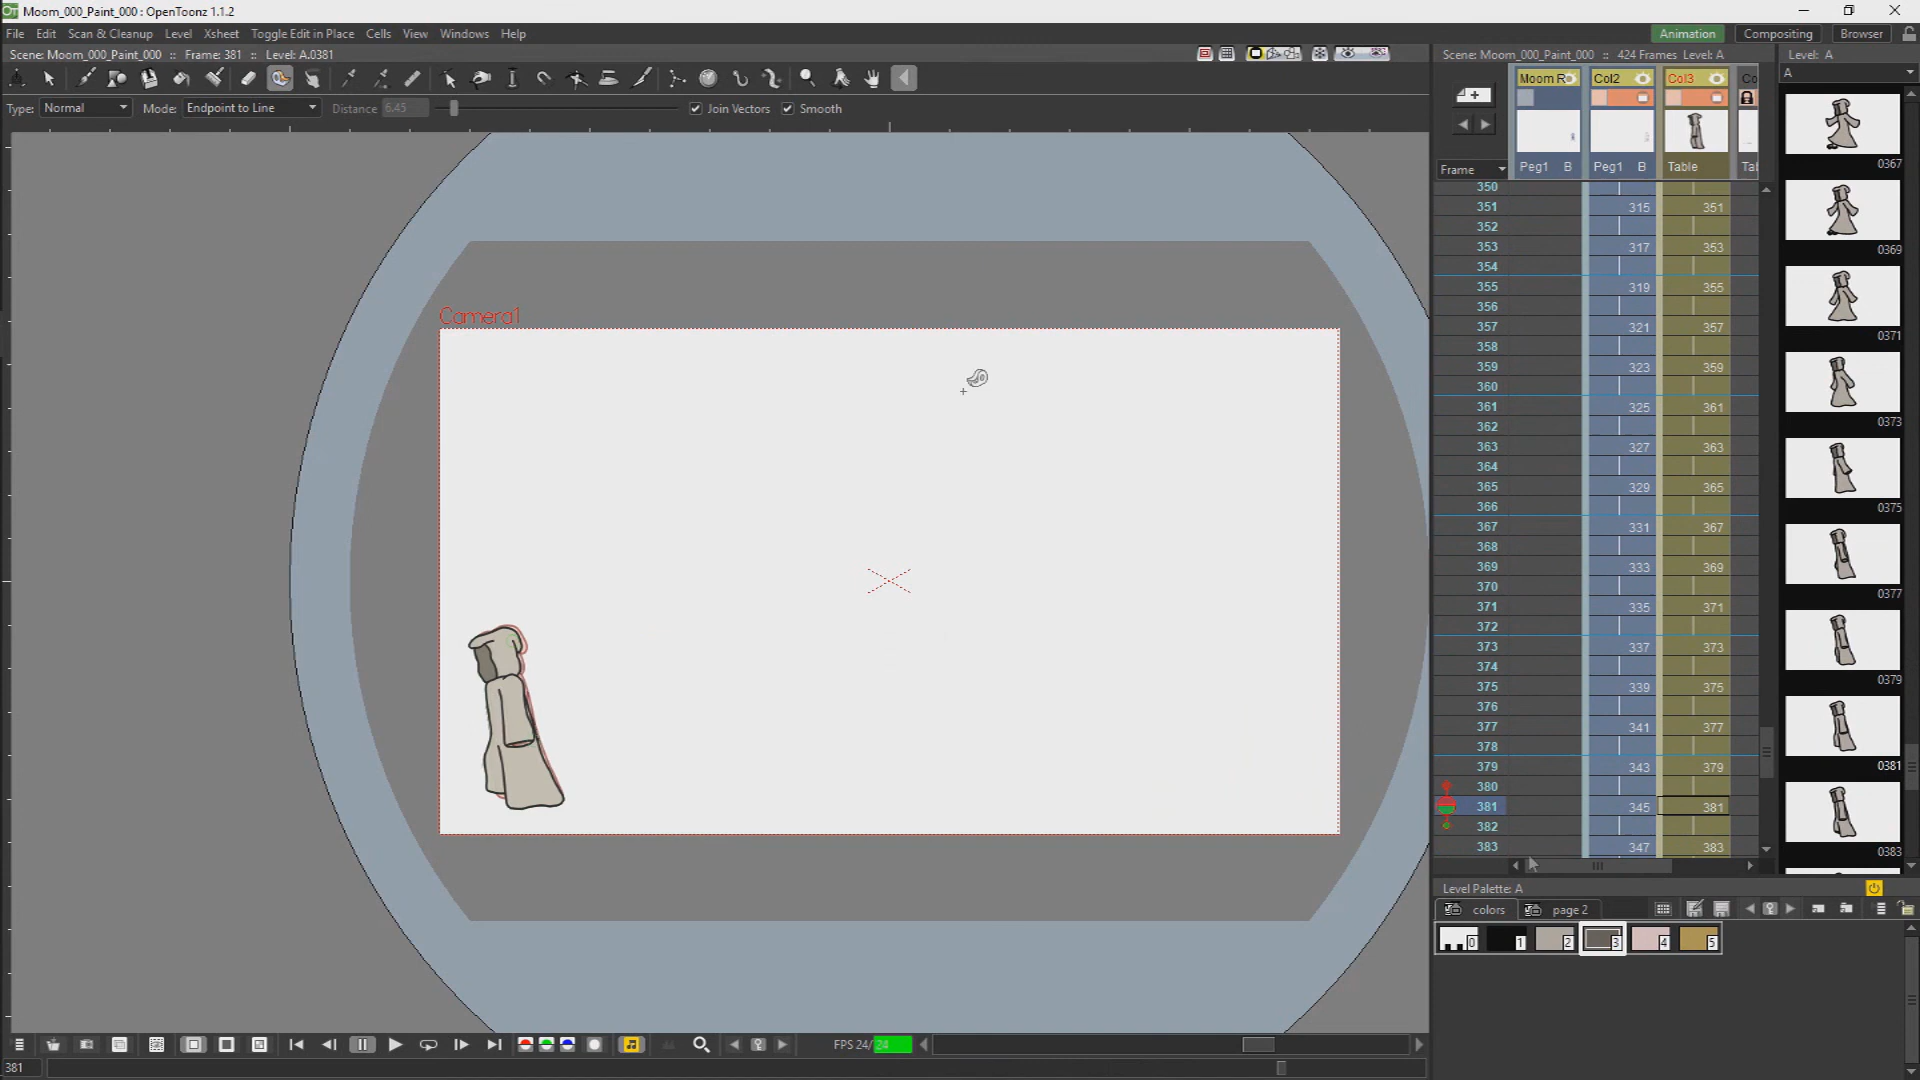 Moom_000_Paint_000 : OpenToonz 1.1.2
File Edit Scan & Cleanup Level Xsheet Toggle Edit in Place Cells View Windows Help
Animation Compositing Browser
Scene: Moom_000_Paint_000 :: Frame: 381 :: Level: A.0381
Scene: Moom_000_Paint_000 :: 424 Frames Level: A
Level: A
A
Type: Normal Mode: Endpoint to Line Distance 6.45 Join Vectors Smooth
Camera1
Moom R Col2 Col3 Co
Peg1 B Peg1 B Table Tab
Frame
350
351 315 351
352
353 317 353
354
355 319 355
356
357 321 357
358
359 323 359
360
361 325 361
362
363 327 363
364
365 329 365
366
367 331 367
368
369 333 369
370
371 335 371
372
373 337 373
374
375 339 375
376
377 341 377
378
379 343 379
380
381 345 381
382
383 347 383
0367
0369
0371
0373
0375
0377
0379
0381
0383
Level Palette: A
colors page 2
0 1 2 3 4 5
FPS 24/24
381